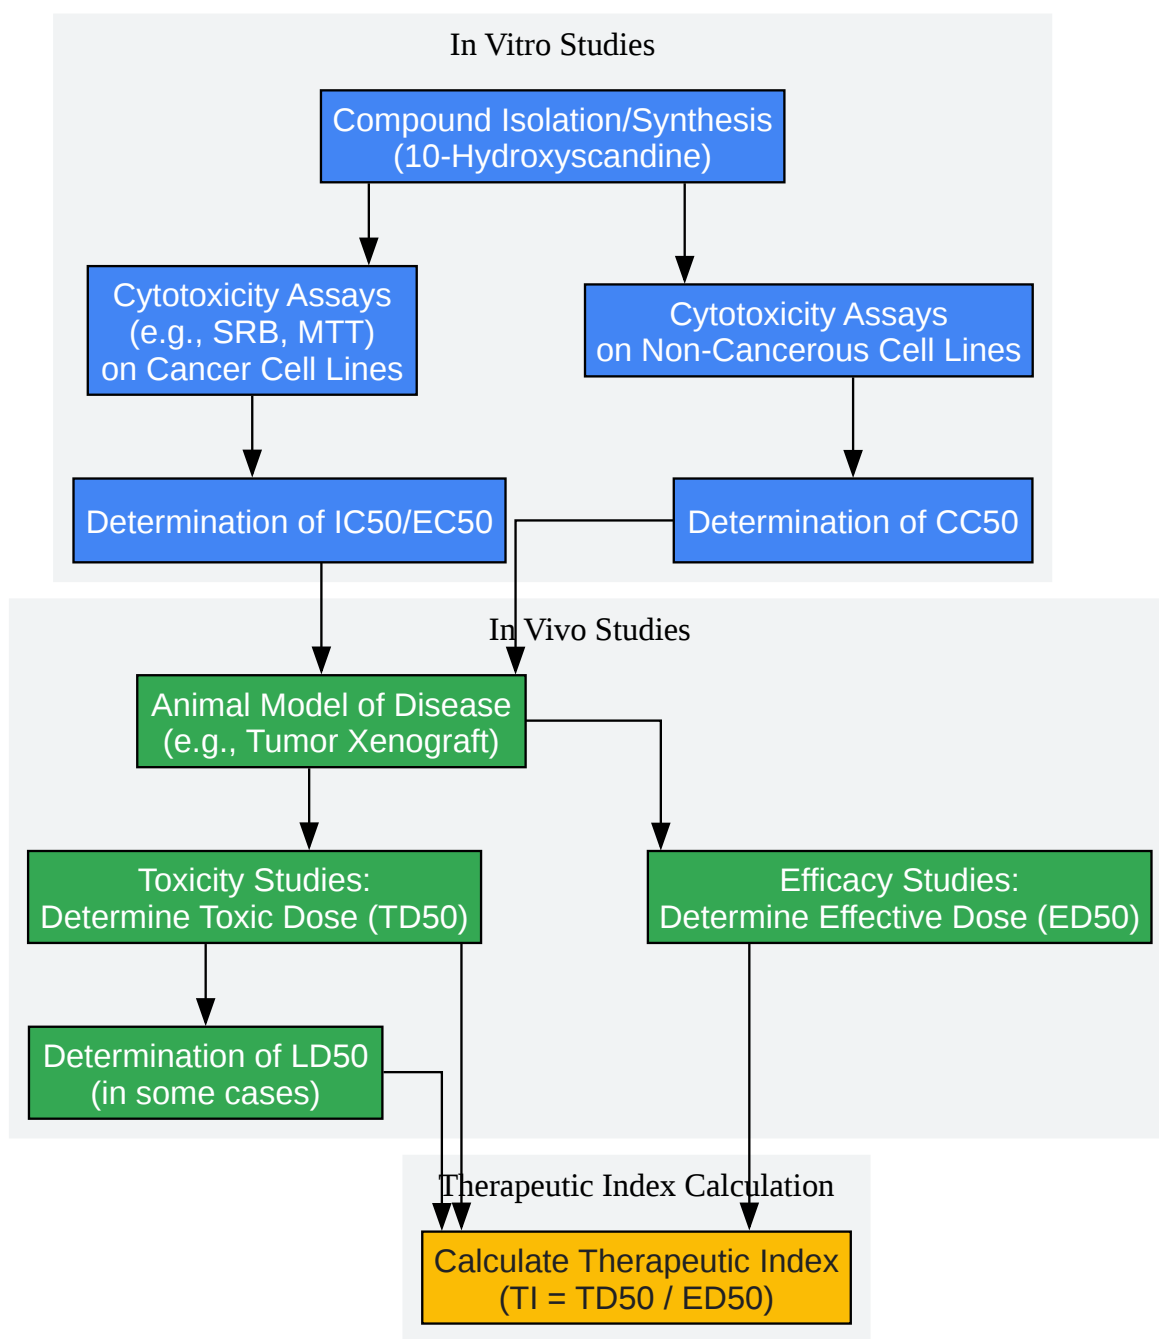 In Vitro Studies
Compound Isolation/Synthesis
(10-Hydroxyscandine)
Cytotoxicity Assays
(e.g., SRB, MTT)
on Cancer Cell Lines
Cytotoxicity Assays
on Non-Cancerous Cell Lines
Determination of IC50/EC50
Determination of CC50
In Vivo Studies
Animal Model of Disease
(e.g., Tumor Xenograft)
Toxicity Studies:
Determine Toxic Dose (TD50)
Efficacy Studies:
Determine Effective Dose (ED50)
Determination of LD50
(in some cases)
Therapeutic Index Calculation
Calculate Therapeutic Index
(TI = TD50 / ED50)